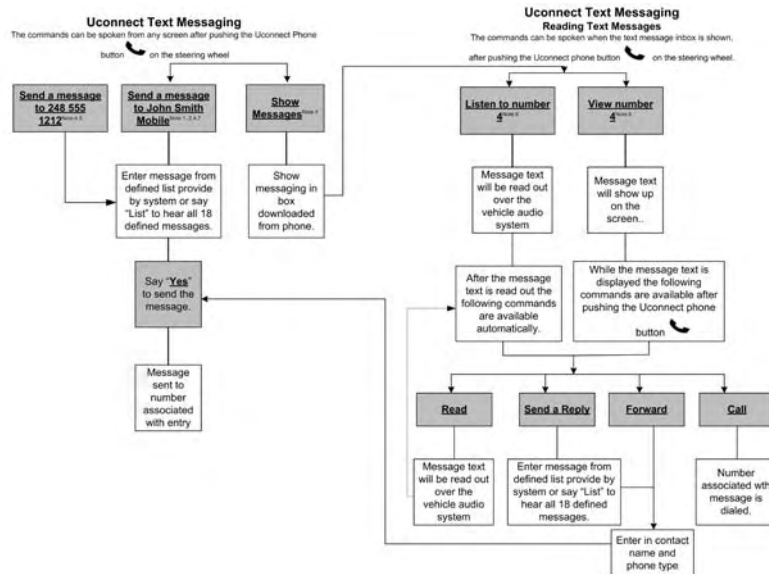 Uconnect Text Messaging
The commands can be spoken from any screen after pushing the Uconnect Phone
button on the steering wheel
Send a message
to 248 555
1212
Send a message
to John Smith
Mobile
Show
Messages
Enter message from
defined list provide
by system or say
“List” to hear all 18
defined messages.
Show
messaging in
box
downloaded
from phone.
Say “Yes”
to send the
message.
Message
sent to
number
associated
with entry
Uconnect Text Messaging
Reading Text Messages
The commands can be spoken when the text message inbox is shown,
after pushing the Uconnect phone button on the steering wheel.
Listen to number
4
View number
4
Message text
will be read out
over the
vehicle audio
system
Message text
will show up
on the
screen..
After the message
text is read out the
following commands
are available
automatically.
While the message text is
displayed the following
commands are available after
pushing the Uconnect phone
button
Read
Send a Reply
Forward
Call
Message text
will be read out
over the
vehicle audio
system
Enter message from
defined list provide by
system or say “List” to
hear all 18 defined
messages.
Number
associated wth
message is
dialed.
Enter in contact
name and
phone type